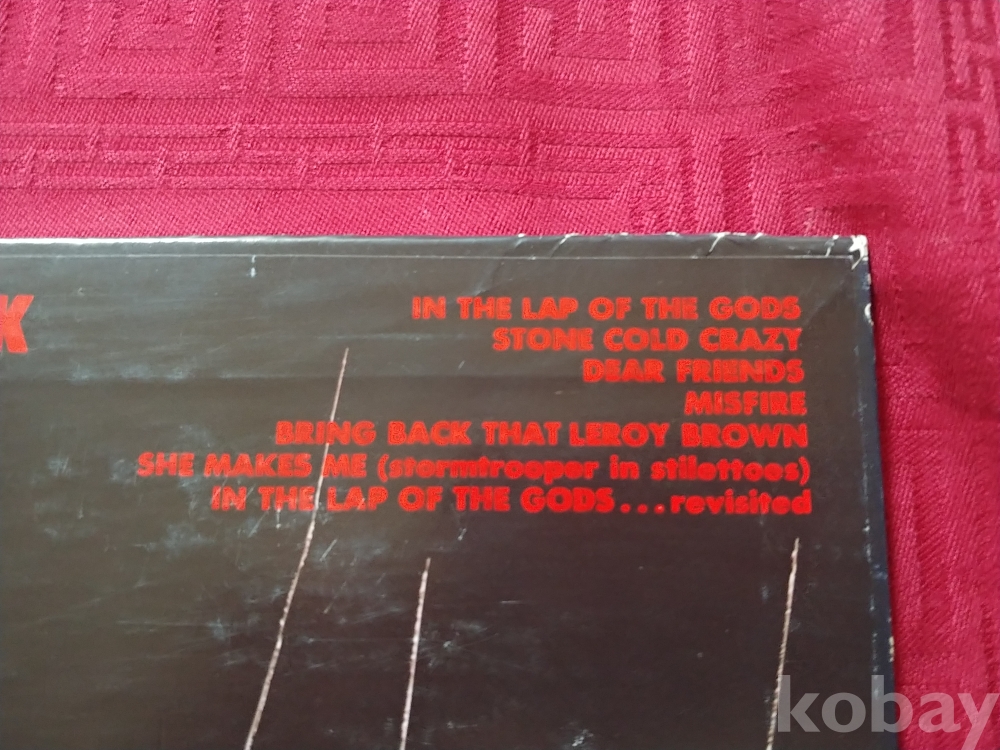 K
IN THE LAP OF THE GODS
STONE COLD CRAZY
DEAR FRIENDS
MISFIRE
BRING BACK THAT LEROY BROWN
SHE MAKES ME (stormtrooper in stilettoes)
IN THE LAP OF THE GODS...revisited
kobay